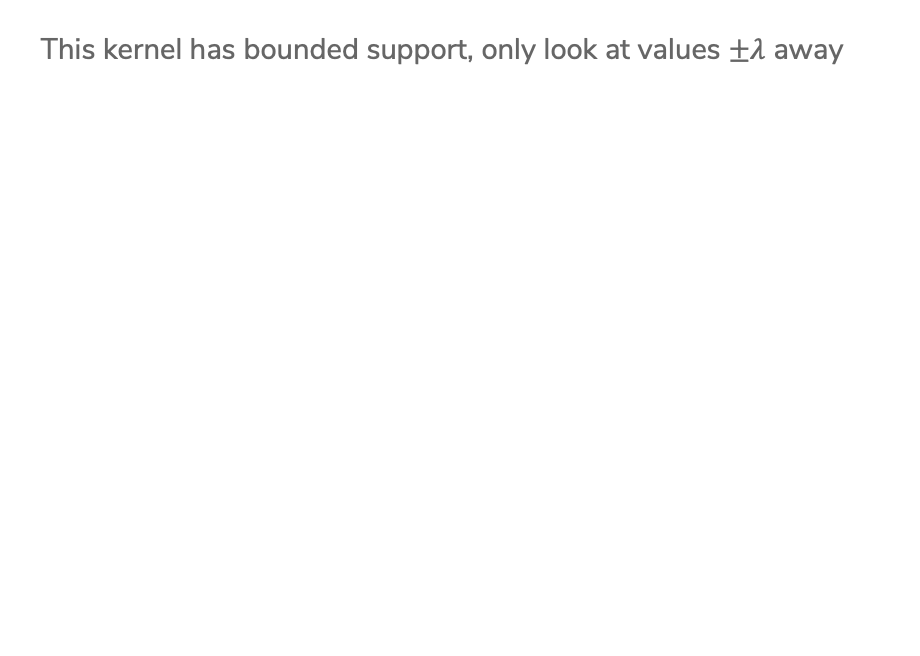 This kernel has bounded support, only look at values ±λ away